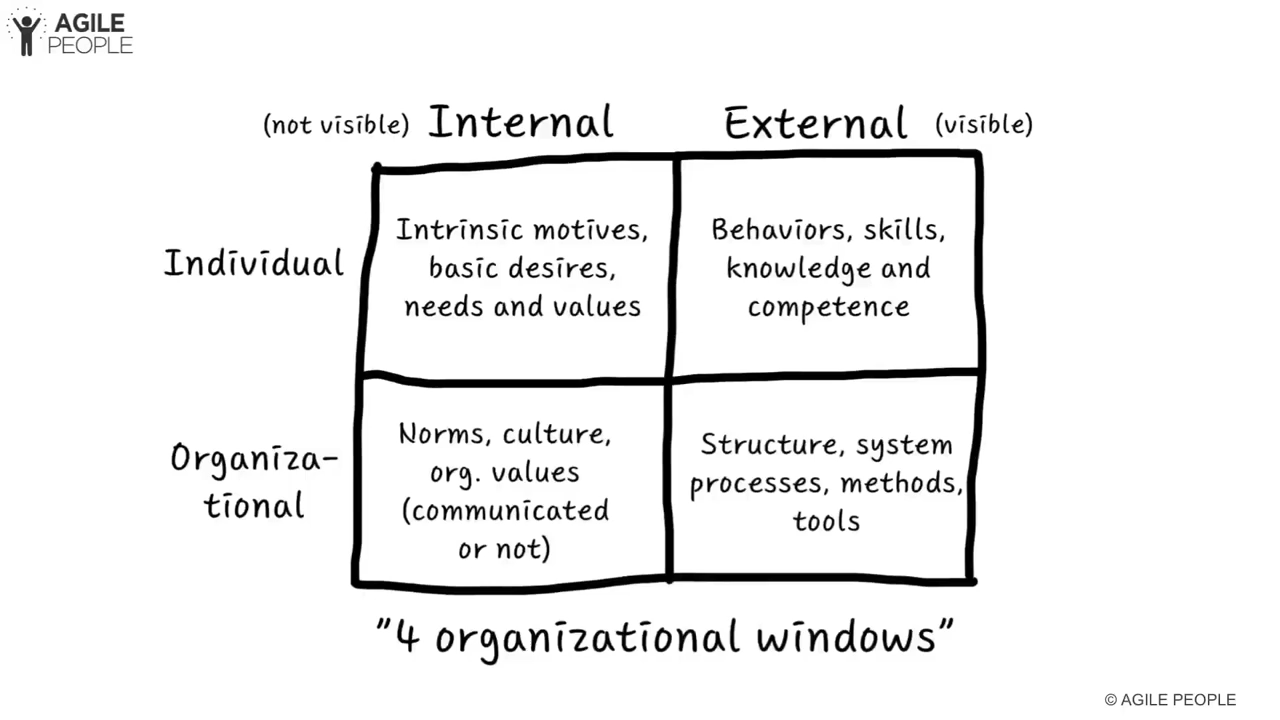 AGILE
PEOPLE
(not visible) Internal External (visible)
Individual
Intrinsic motives,
basic desires,
needs and values
Behaviors, skills,
knowledge and
competence
Organiza-
tional
Norms, culture,
org. values
(communicated
or not)
Structure, system
processes, methods,
tools
"4 organizational windows"
© AGILE PEOPLE